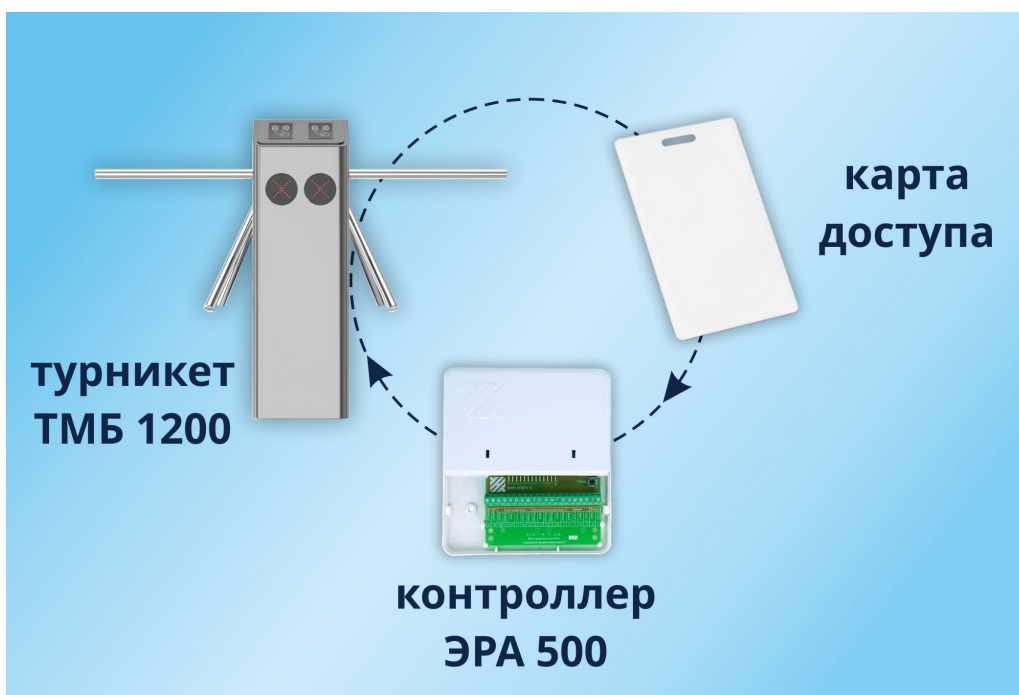 карта
доступа
турникет
ТМБ 1200
контроллер
ЭРА 500